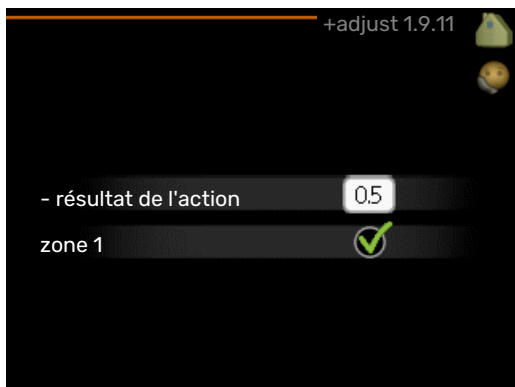 +adjust 1.9.11
- résultat de l'action 0.5
zone 1